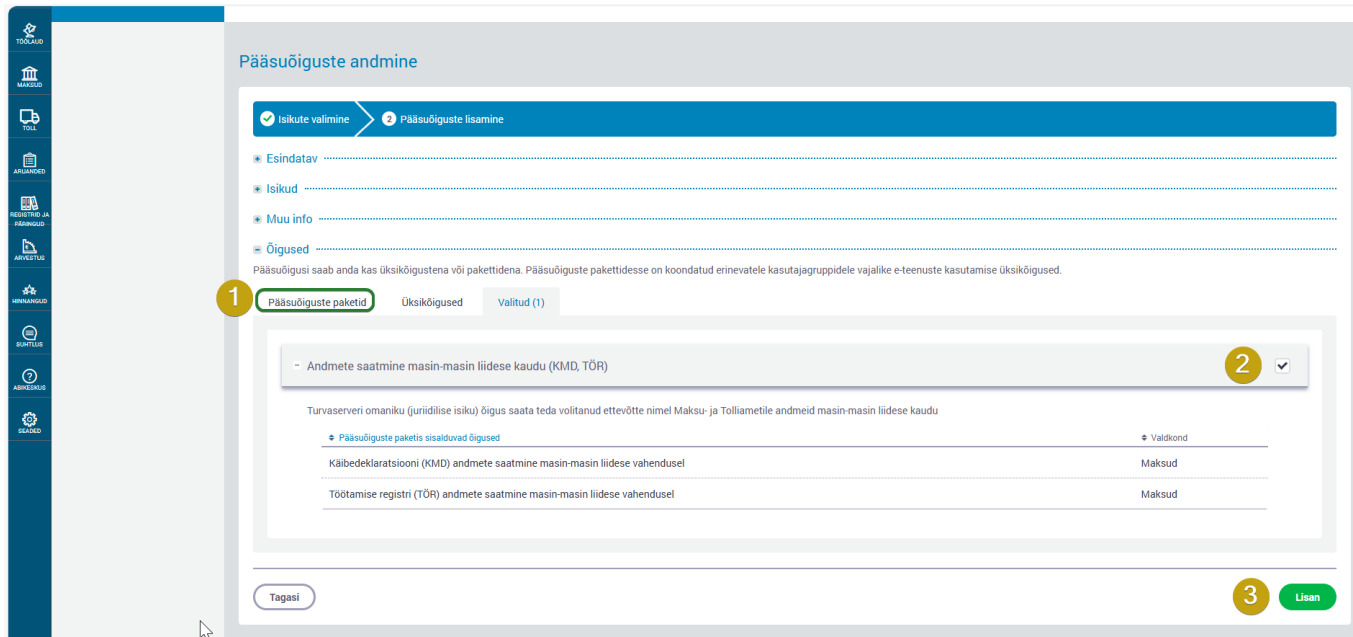 TÖÖLAUD
MAKSUD
TOLL
ARUANDED
REGISTRID JA
PÄRINGUD
ARVESTUS
HINNANGUD
SUHTLUS
ABIKESKUS
SEADED
Pääsuõiguste andmine
Isikute valimine
2 Pääsuõiguste lisamine
Esindatav
Isikud
Muu info
Õigused
Pääsuõigusi saab anda kas üksikõigustena või pakettidena. Pääsuõiguste pakettidesse on koondatud erinevatele kasutajagruppidele vajalike e-teenuste kasutamise üksikõigused.
1 Pääsuõiguste paketid Üksikõigused Valitud (1)
Andmete saatmine masin-masin liidese kaudu (KMD, TÖR) 2
Turvaserveri omaniku (juriidilise isiku) õigus saata teda volitanud ettevõtte nimel Maksu- ja Tolliametile andmeid masin-masin liidese kaudu
Pääsuõiguste paketis sisalduvad õigused Valdkond
Käibedeklaratsiooni (KMD) andmete saatmine masin-masin liidese vahendusel Maksud
Töötamise registri (TÖR) andmete saatmine masin-masin liidese vahendusel Maksud
Tagasi 3 Lisan